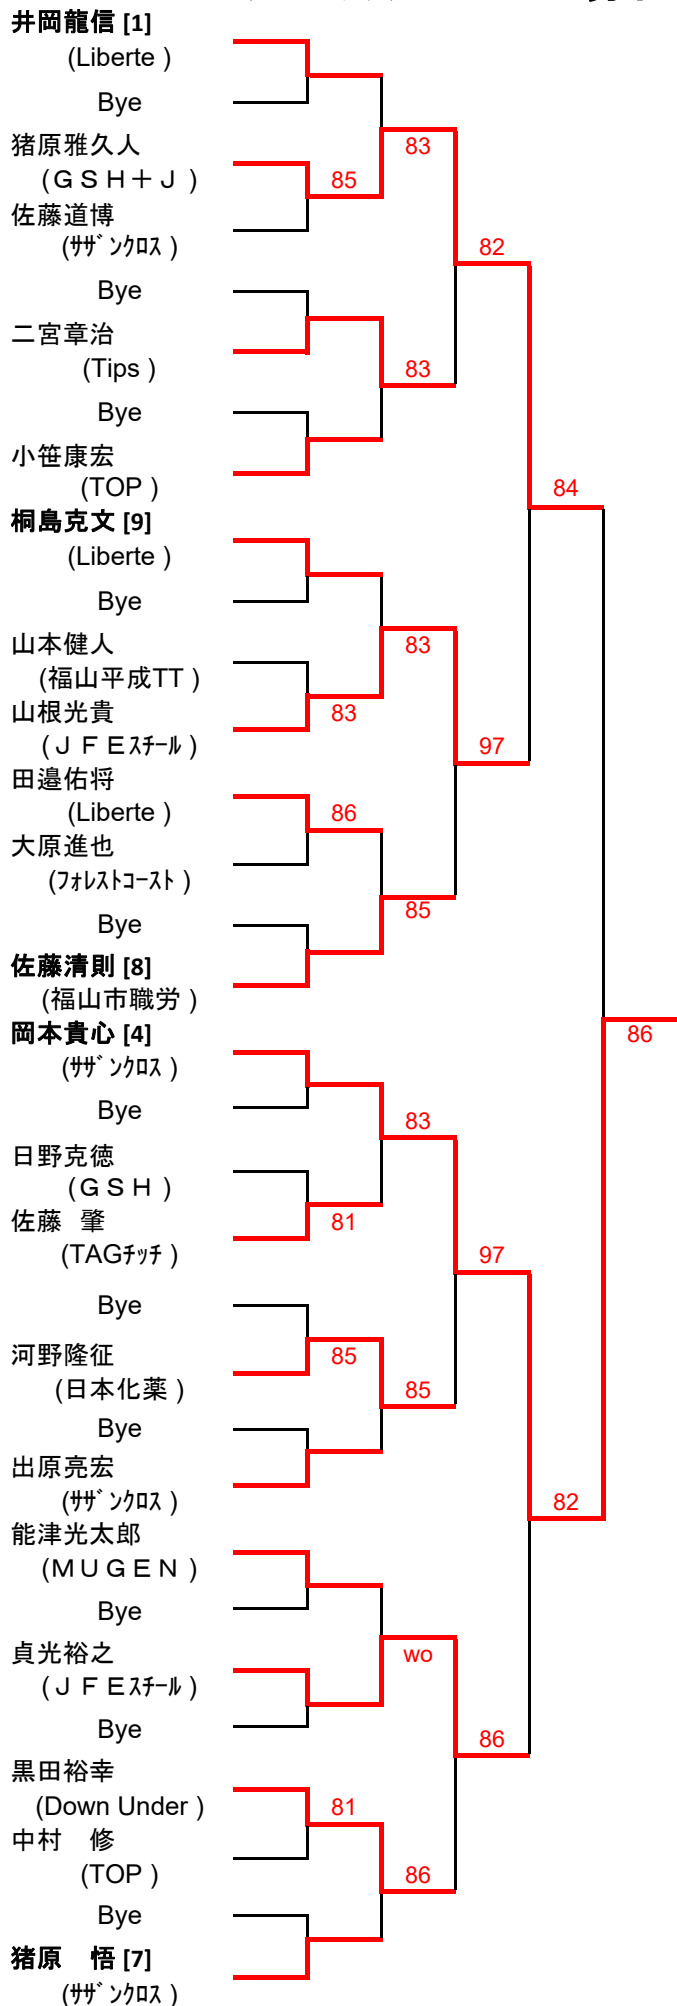 井岡龍信 [1]
(Liberte )
Bye
猪原雅久人
(ＧＳＨ＋Ｊ )
佐藤道博
(ｻｻﾞﾝｸﾛｽ )
Bye
二宮章治
(Tips )
Bye
小笹康宏
(TOP )
桐島克文 [9]
(Liberte )
Bye
山本健人
(福山平成TT )
山根光貴
(ＪＦＥｽﾁｰﾙ )
田邉佑将
(Liberte )
大原進也
(ﾌｫﾚｽﾄｺｰｽﾄ )
Bye
佐藤清則 [8]
(福山市職労 )
岡本貴心 [4]
(ｻｻﾞﾝｸﾛｽ )
Bye
日野克徳
(ＧＳＨ )
佐藤　肇
(TAGﾁｯﾁ )
Bye
河野隆征
(日本化薬 )
Bye
出原亮宏
(ｻｻﾞﾝｸﾛｽ )
能津光太郎
(ＭＵＧＥＮ )
Bye
貞光裕之
(ＪＦＥｽﾁｰﾙ )
Bye
黒田裕幸
(Down Under )
中村　修
(TOP )
Bye
猪原　悟 [7]
(ｻｻﾞﾝｸﾛｽ )
85
83
86
81
85
81
83
83
83
85
83
85
wo
86
82
97
97
86
84
82
86